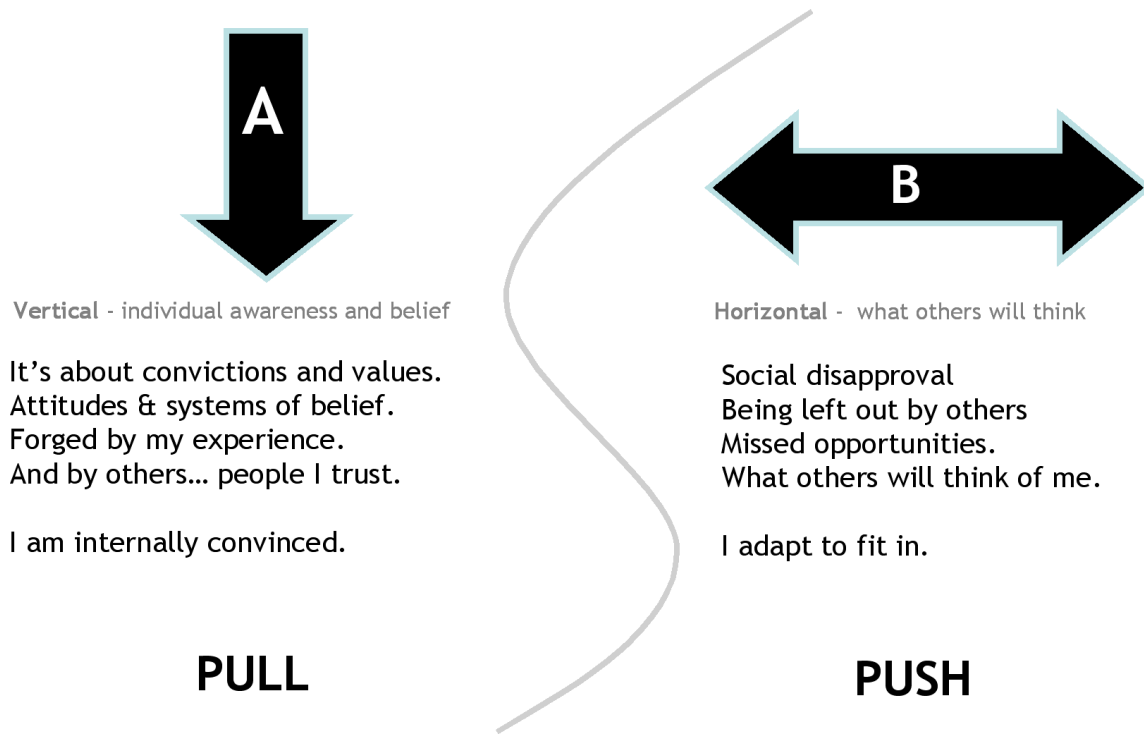 A
Vertical - individual awareness and belief
It's about convictions and values.
Attitudes & systems of belief.
Forged by my experience.
And by others... people I trust.
I am internally convinced.
PULL
B
Horizontal - what others will think
Social disapproval
Being left out by others
Missed opportunities.
What others will think of me.
I adapt to fit in.
PUSH